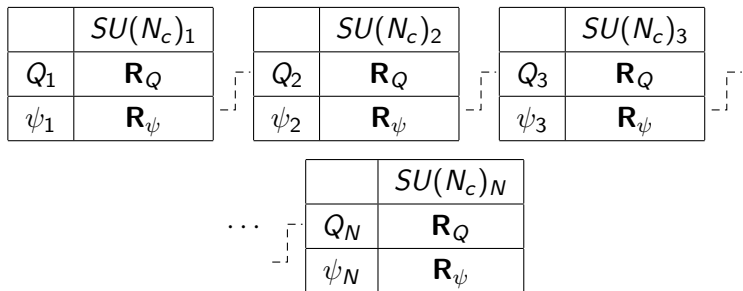 SU(N_c)_1 SU(N_c)_2 SU(N_c)_3
Q_1 R_Q Q_2 R_Q Q_3 R_Q
ψ_1 R_ψ ψ_2 R_ψ ψ_3 R_ψ
SU(N_c)_N
⋯ Q_N R_Q
ψ_N R_ψ